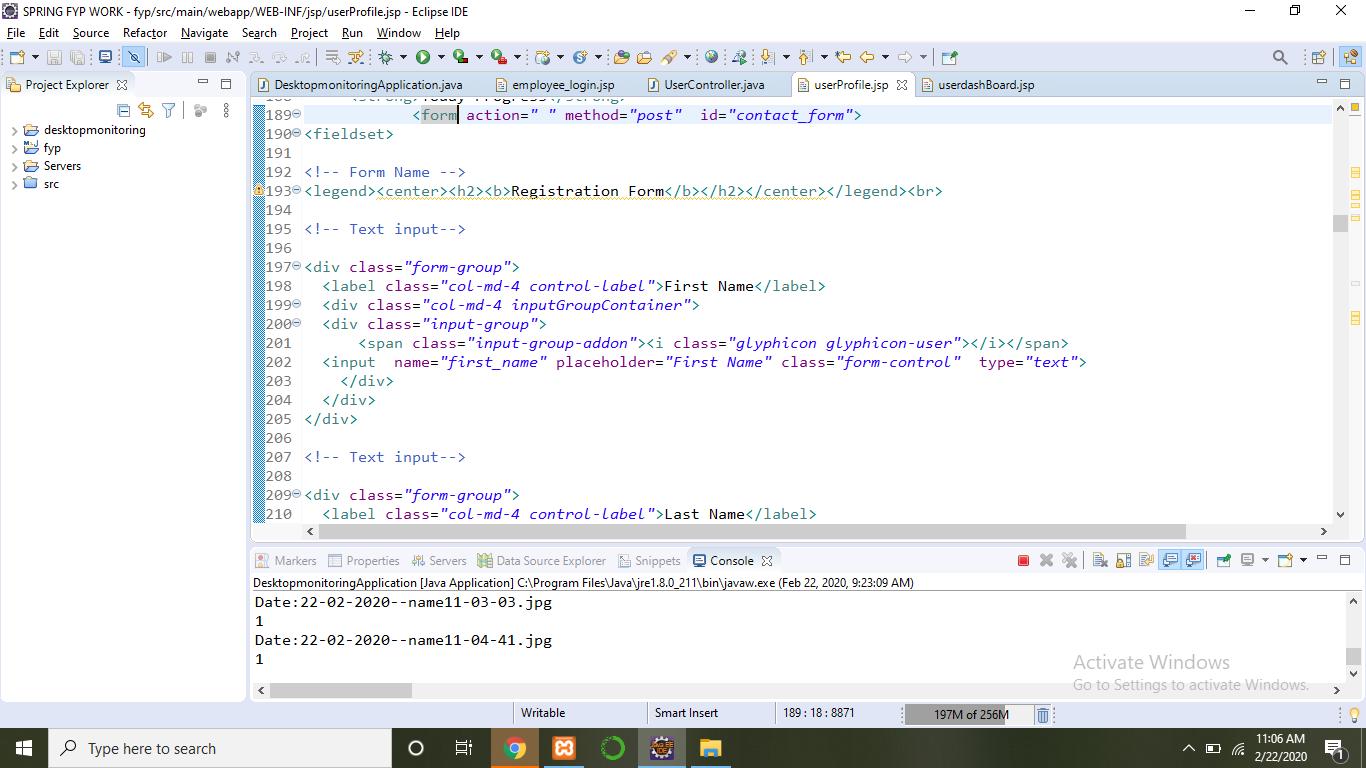 SPRING FYP WORK - fyp/src/main/webapp/WEB-INF/jsp/userProfile.jsp - Eclipse IDE
File Edit Source Refactor Navigate Search Project Run Window Help
Project Explorer
DesktopmonitoringApplication.java employee_login.jsp UserController.java userProfile.jsp userdashBoard.jsp
desktopmonitoring
fyp
Servers
src
<strong>Today Progress</strong>
189 <form action=" " method="post"  id="contact_form">
190 <fieldset>
191
192 <!-- Form Name -->
193 <legend><center><h2><b>Registration Form</b></h2></center></legend><br>
194
195 <!-- Text input-->
196
197 <div class="form-group">
198   <label class="col-md-4 control-label">First Name</label>
199   <div class="col-md-4 inputGroupContainer">
200   <div class="input-group">
201       <span class="input-group-addon"><i class="glyphicon glyphicon-user"></i></span>
202   <input  name="first_name" placeholder="First Name" class="form-control"  type="text">
203     </div>
204   </div>
205 </div>
206
207 <!-- Text input-->
208
209 <div class="form-group">
210   <label class="col-md-4 control-label">Last Name</label>
Markers Properties Servers Data Source Explorer Snippets Console
DesktopmonitoringApplication [Java Application] C:\Program Files\Java\jre1.8.0_211\bin\javaw.exe (Feb 22, 2020, 9:23:09 AM)
Date:22-02-2020--name11-03-03.jpg
1
Date:22-02-2020--name11-04-41.jpg
1
Activate Windows
Go to Settings to activate Windows.
Writable Smart Insert 189 : 18 : 8871 197M of 256M
Type here to search
11:06 AM
2/22/2020
1